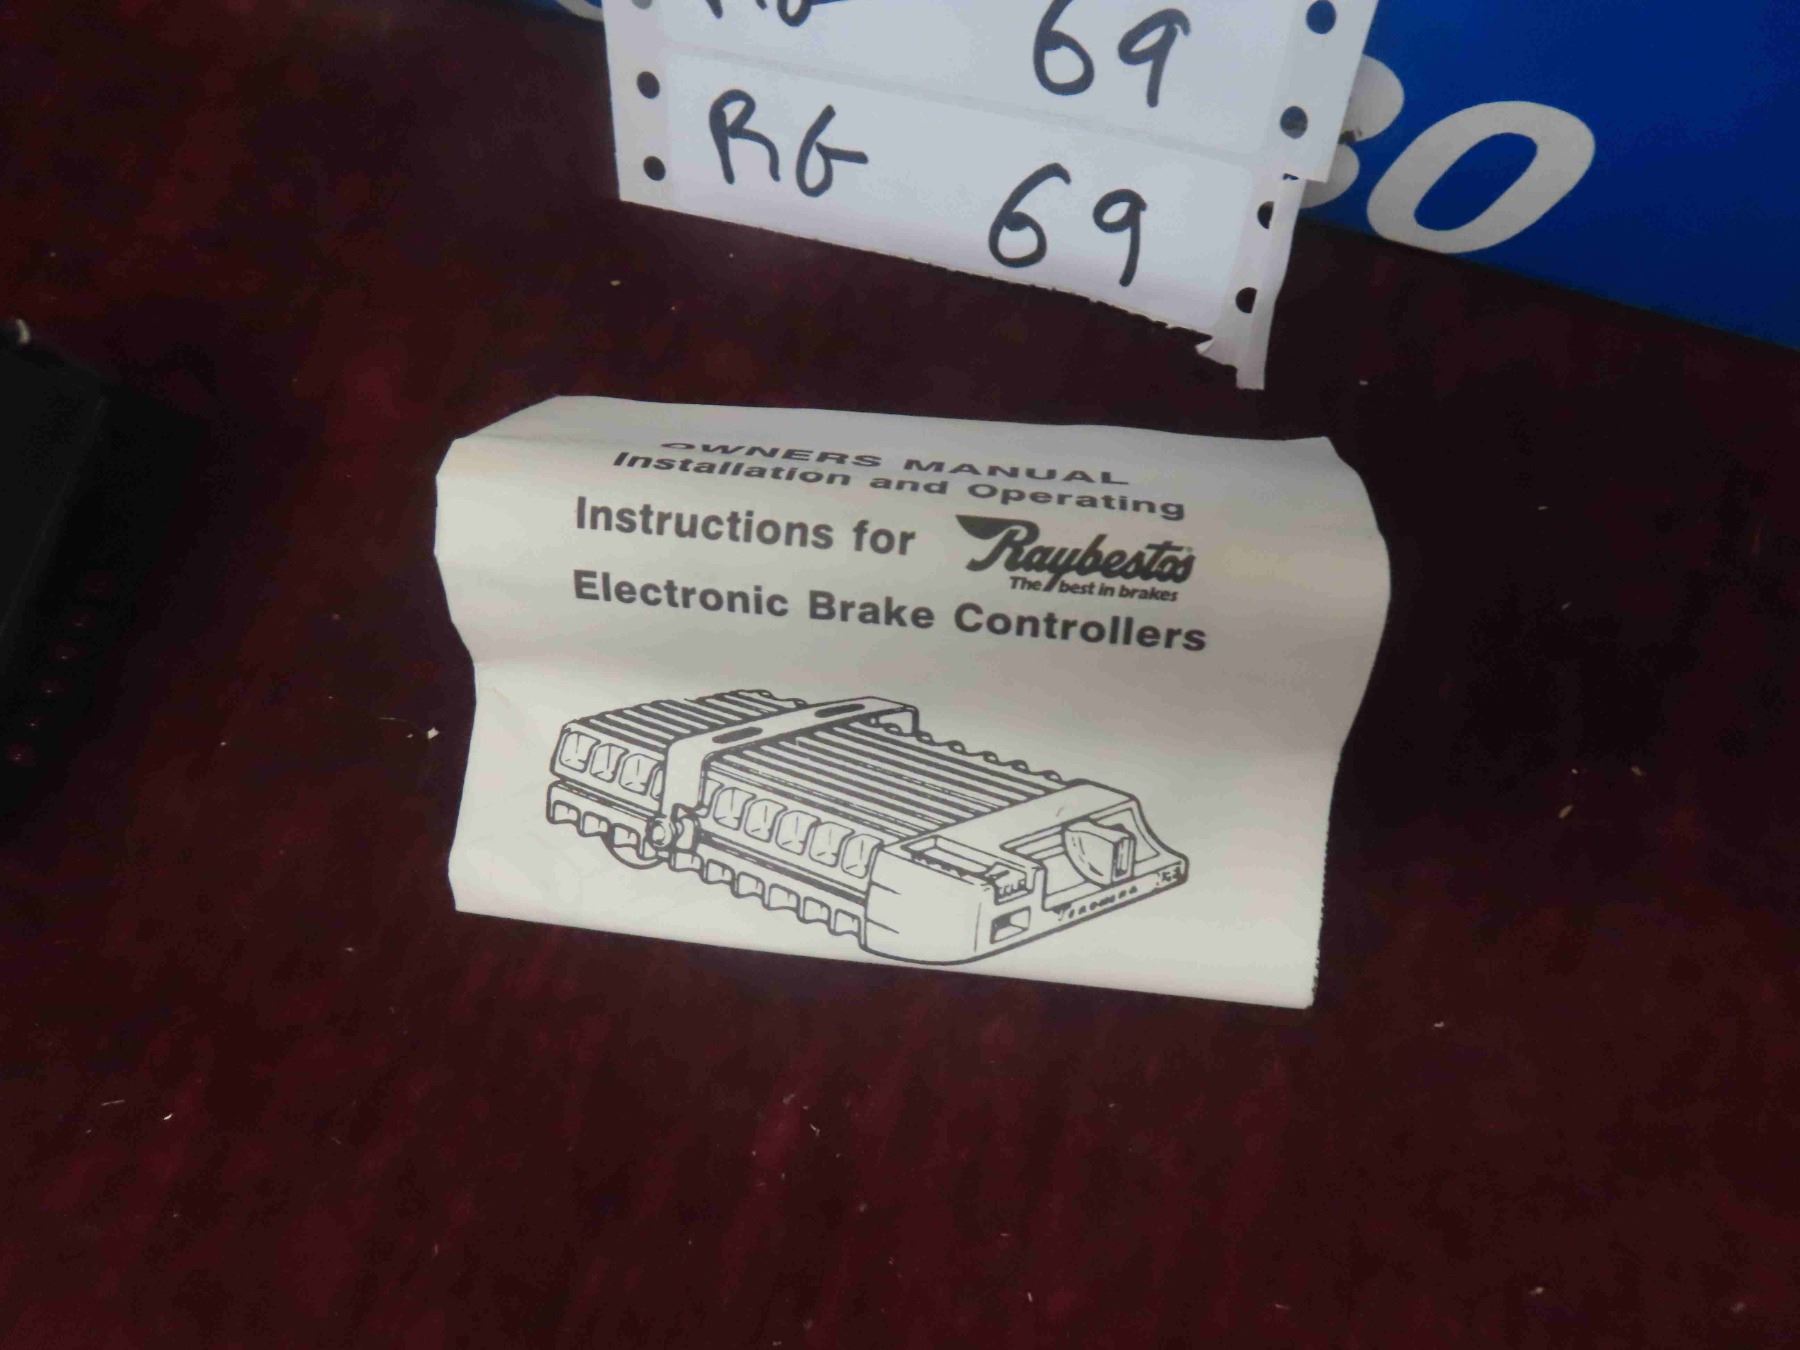 69
RG 69
OWNERS MANUAL
Installation and Operating
Instructions for Raybestos®
The best in brakes
Electronic Brake Controllers